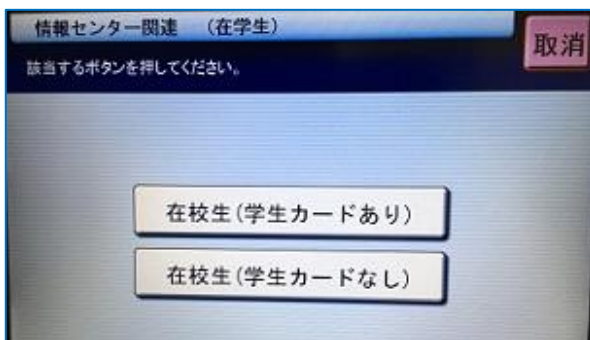 情報センター関連 （在学生）
取消
該当するボタンを押してください。
在校生(学生カードあり)
在校生(学生カードなし)